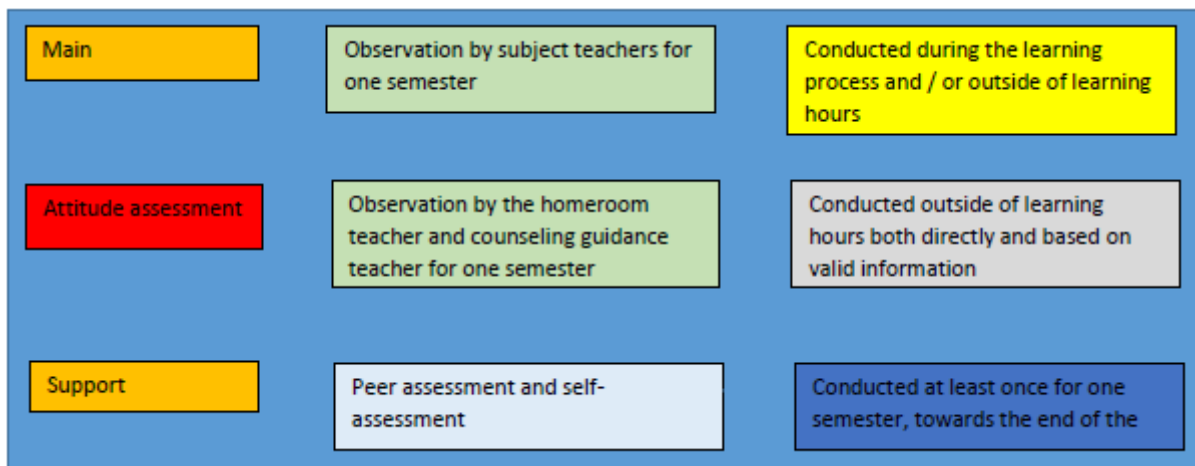 Main
Observation by subject teachers for
one semester
Conducted during the learning
process and / or outside of learning
hours
Attitude assessment
Observation by the homeroom
teacher and counseling guidance
teacher for one semester
Conducted outside of learning
hours both directly and based on
valid information
Support
Peer assessment and self-
assessment
Conducted at least once for one
semester, towards the end of the